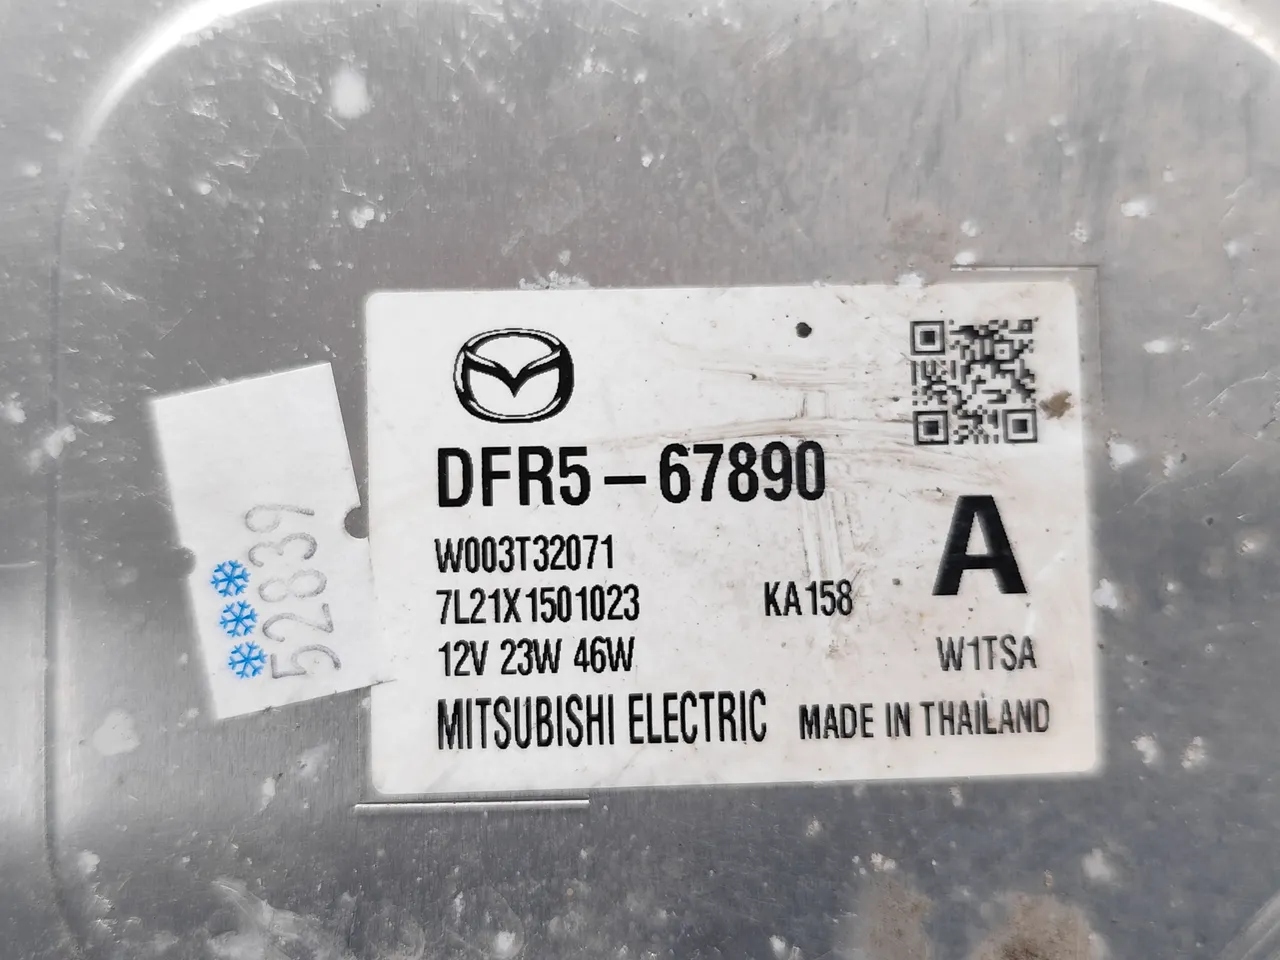 DFR5-67890
W003T32071
7L21X1501023 KA158
A
12V 23W 46W
W1TSA
MITSUBISHI ELECTRIC MADE IN THAILAND
52839